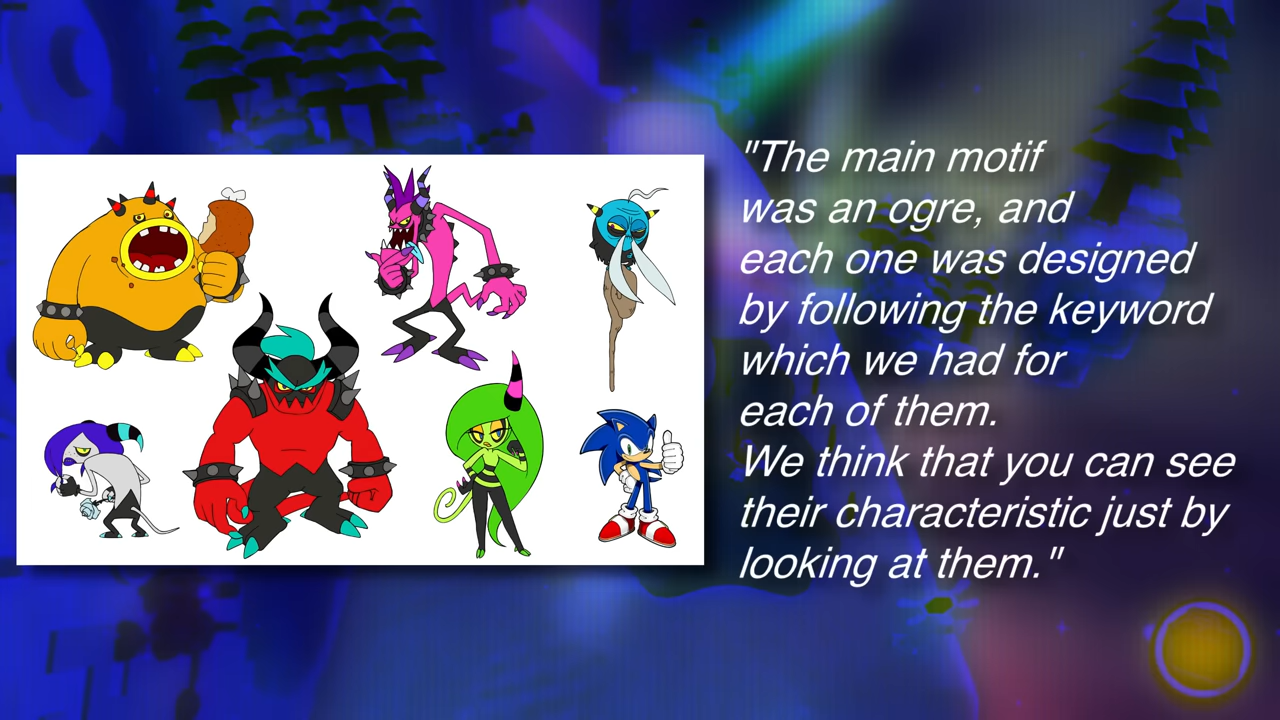 "The main motif
was an ogre, and
each one was designed
by following the keyword
which we had for
each of them.
We think that you can see
their characteristic just by
looking at them."